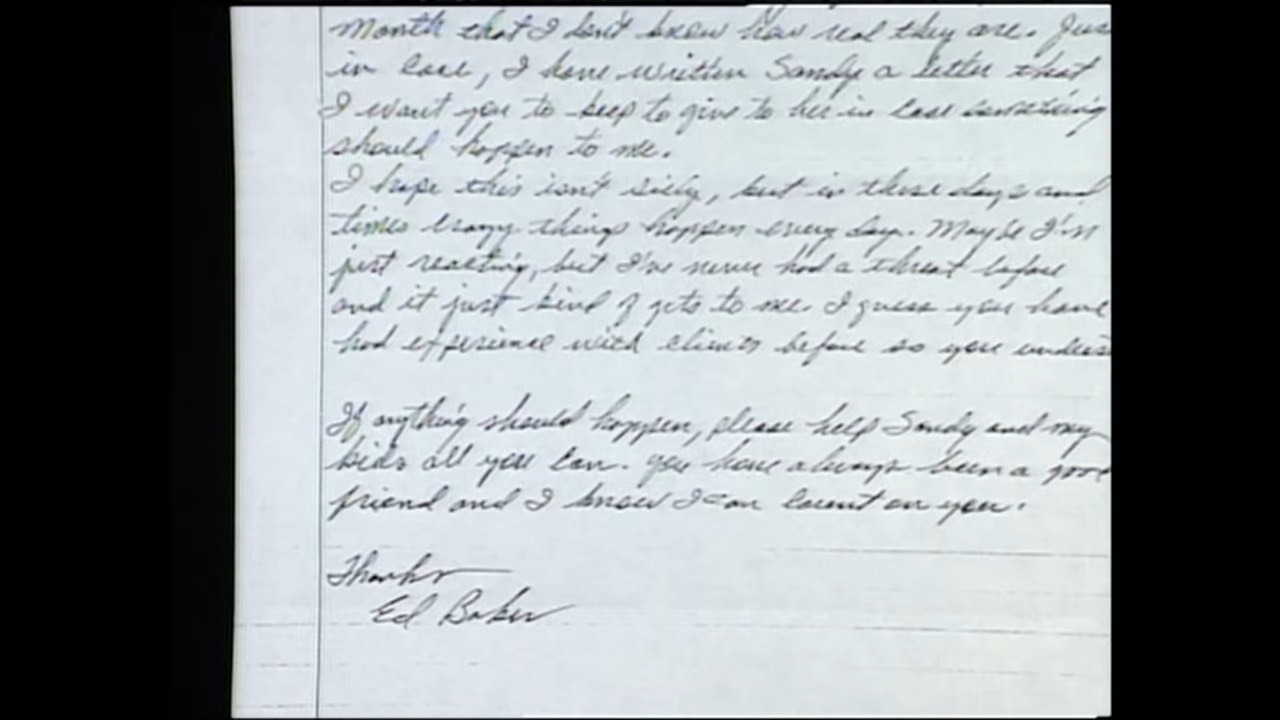 Month that I don't know how real they are. Jus
in case, I have written Sandy a letter that
I want you to keep to give to her in case something
should happen to me.
I hope this isn't silly, but in these days and
times crazy things happen every day. Maybe I'm
just reacting, but I've never had a threat before
and it just kind of gets to me. I guess you have
had experience with clients before so you unders
If anything should happen, please help Sandy and my
kids all you can. You have always been a good
friend and I know I can count on you.
Thanks
Ed Baker